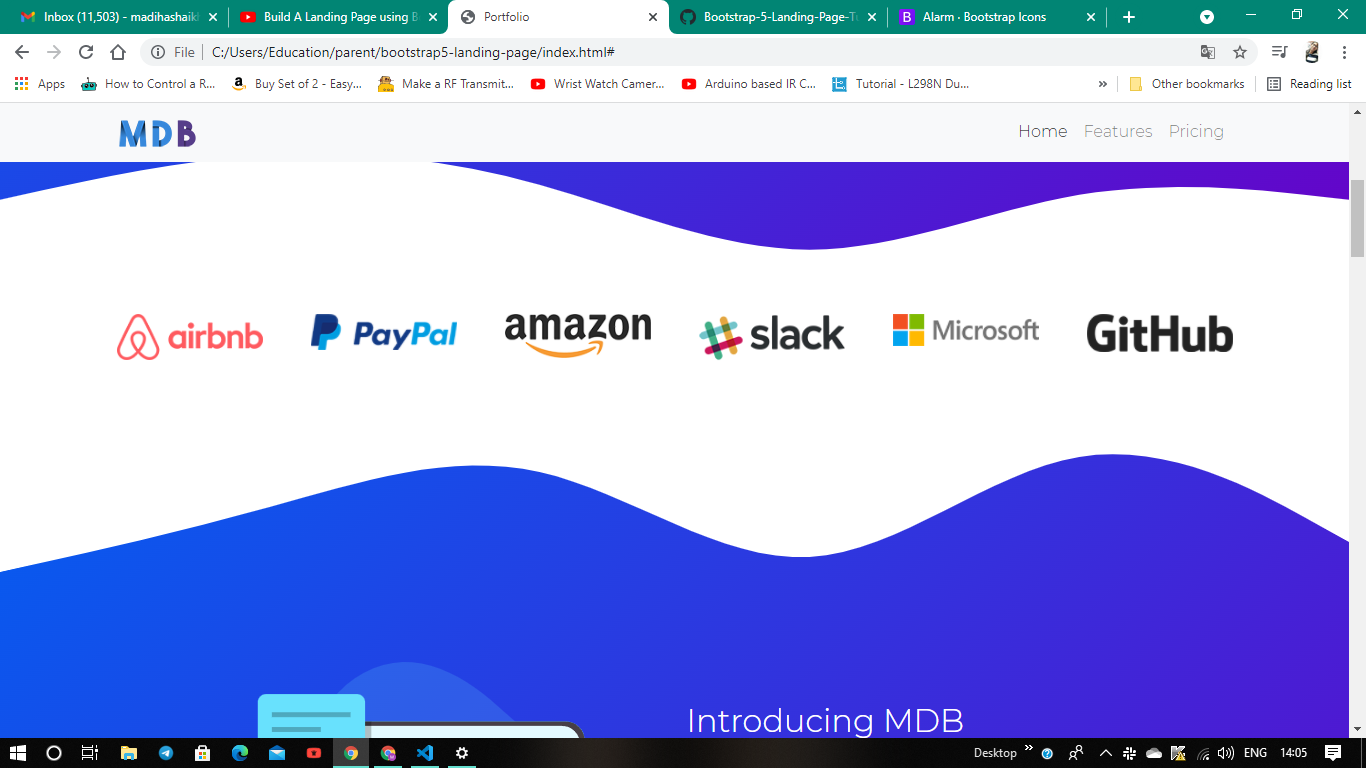 Inbox (11,503) - madihashaikh
Build A Landing Page using B
Portfolio
Bootstrap-5-Landing-Page-Tu
Alarm · Bootstrap Icons
File
C:/Users/Education/parent/bootstrap5-landing-page/index.html#
Apps
How to Control a R...
Buy Set of 2 - Easy...
Make a RF Transmit...
Wrist Watch Camer...
Arduino based IR C...
Tutorial - L298N Du...
»
Other bookmarks
Reading list
MDB
Home
Features
Pricing
airbnb
PayPal
amazon
slack
Microsoft
GitHub
Introducing MDB
Desktop
»
ENG
14:05